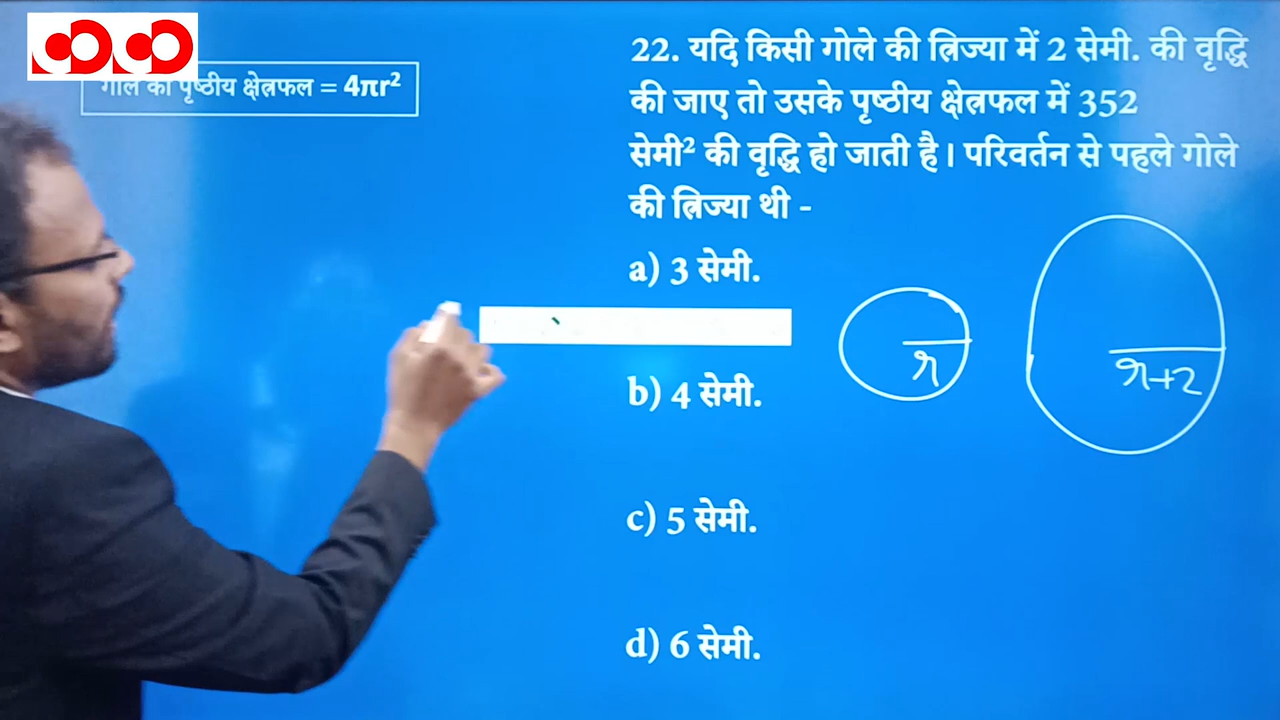 गोले का पृष्ठीय क्षेत्रफल = 4πr²
22. यदि किसी गोले की त्रिज्या में 2 सेमी. की वृद्धि
की जाए तो उसके पृष्ठीय क्षेत्रफल में 352
सेमी² की वृद्धि हो जाती है। परिवर्तन से पहले गोले
की त्रिज्या थी -
a) 3 सेमी.
b) 4 सेमी.
c) 5 सेमी.
d) 6 सेमी.
r
r+2